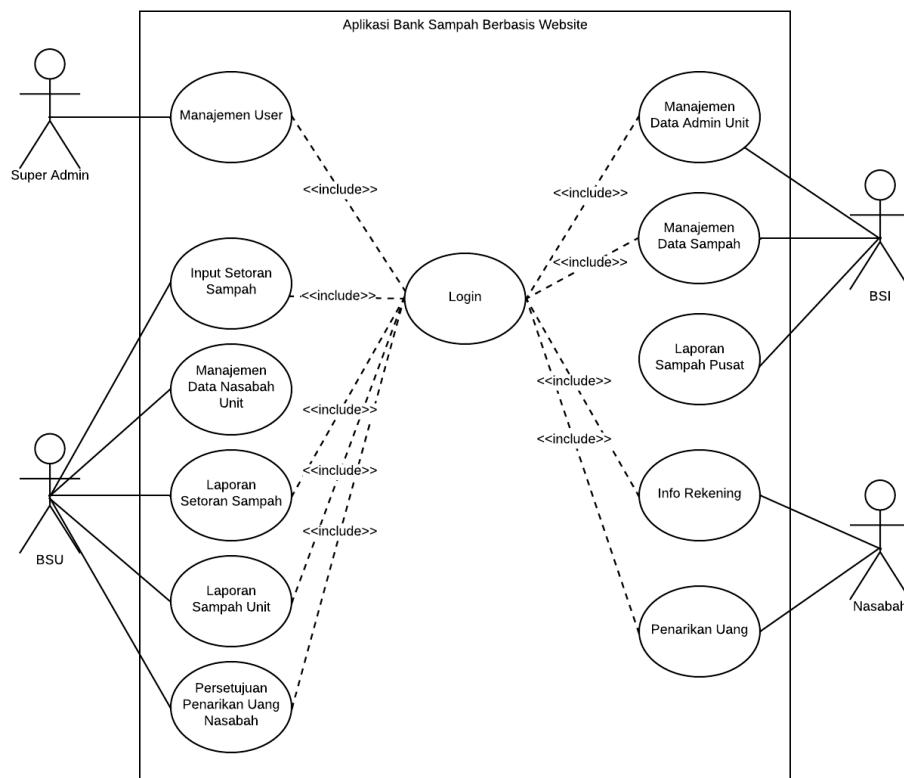 Aplikasi Bank Sampah Berbasis Website
Super Admin
Manajemen User
<<include>>
Input Setoran
Sampah
<<include>>
Manajemen
Data Nasabah
Unit
<<include>>
Laporan
Setoran Sampah
<<include>>
BSU
Laporan
Sampah Unit
<<include>>
Persetujuan
Penarikan Uang
Nasabah
Login
Manajemen
Data Admin Unit
<<include>>
Manajemen
Data Sampah
<<include>>
BSI
Laporan
Sampah Pusat
<<include>>
<<include>>
Info Rekening
Nasabah
Penarikan Uang